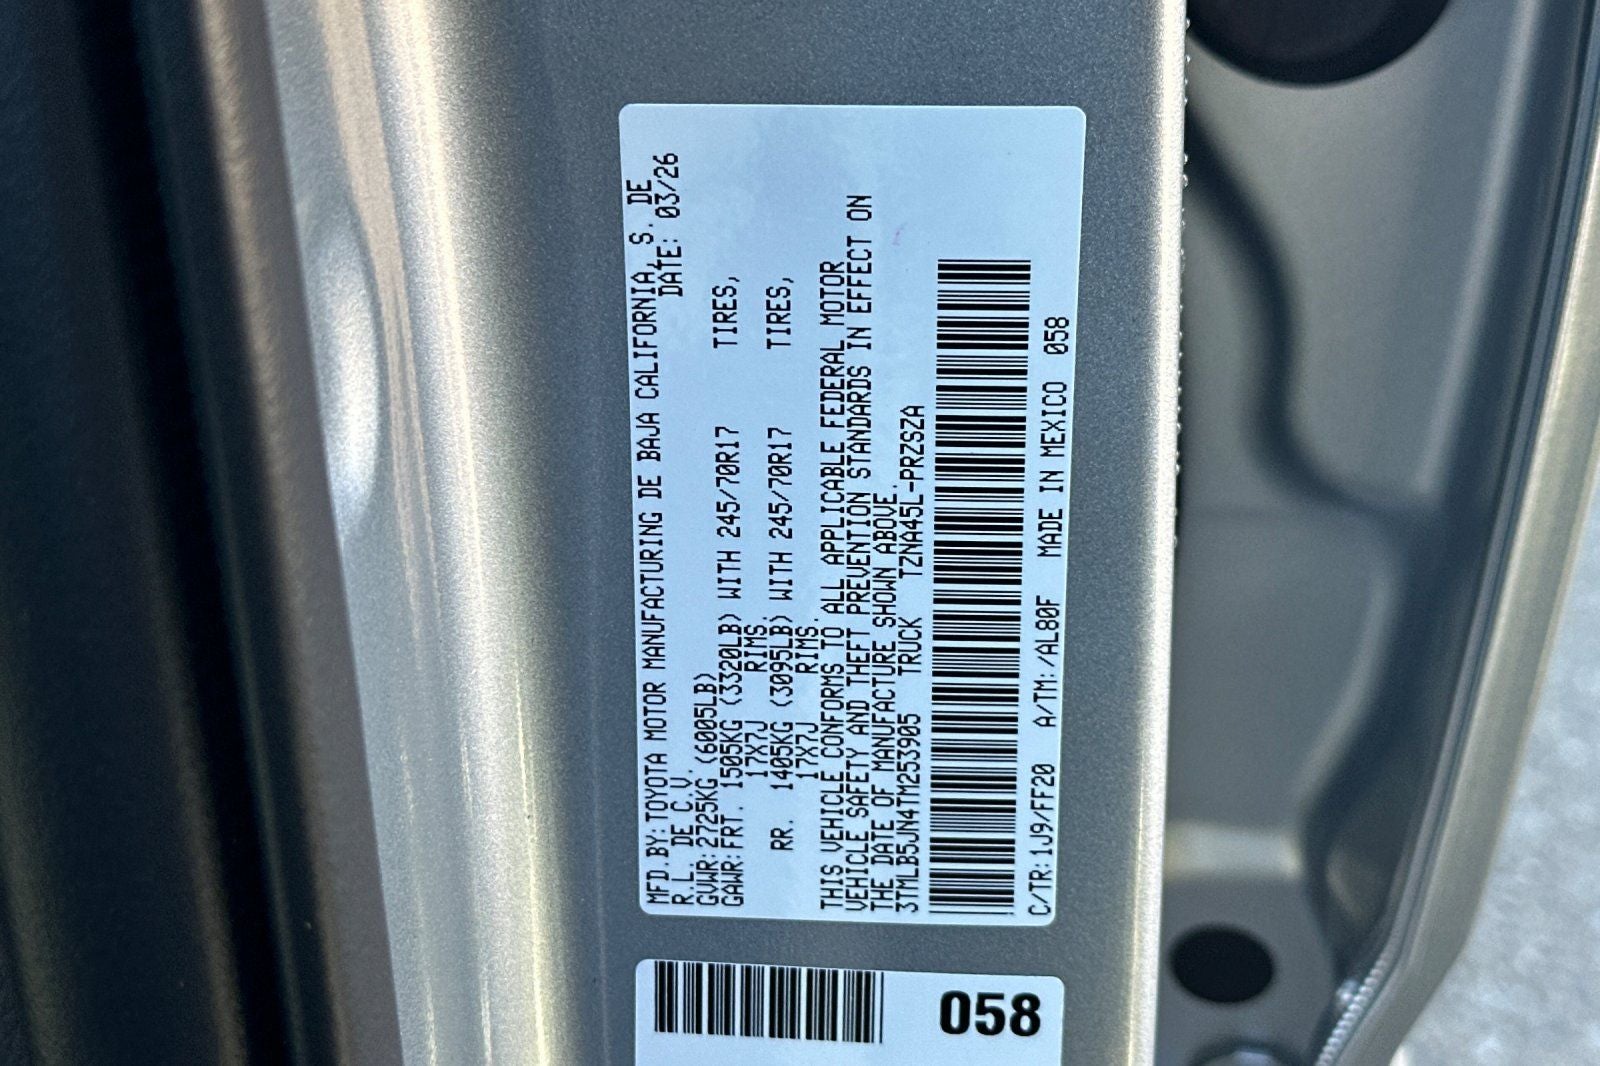 MFD.BY:TOYOTA MOTOR MANUFACTURING DE BAJA CALIFORNIA, S. DE
R.L. DE C.V. DATE: 03/26
GVWR:2725KG (6005LB)
GAWR:FRT. 1505KG (3320LB) WITH 245/70R17 TIRES,
17X7J RIMS.
RR. 1405KG (3095LB) WITH 245/70R17 TIRES,
17X7J RIMS.
THIS VEHICLE CONFORMS TO ALL APPLICABLE FEDERAL MOTOR
VEHICLE SAFETY AND THEFT PREVENTION STANDARDS IN EFFECT ON
THE DATE OF MANUFACTURE SHOWN ABOVE.
3TMLB5JN4TM253905 TRUCK TZNA45L-PRZSZA
C/TR:1J9/FF20 A/TM:/AL80F MADE IN MEXICO 058
058